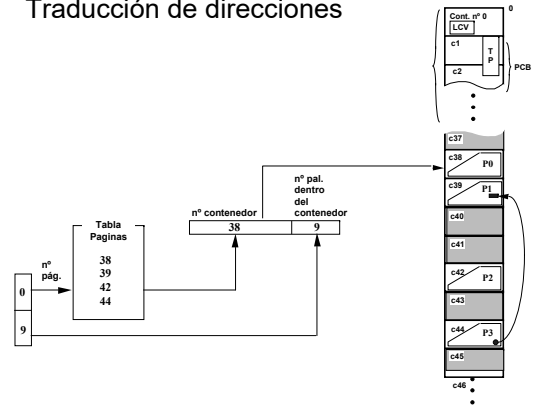 Traducción de direcciones
0
Cont. nº 0
LCV
c1
T
P
PCB
c2
c37
c38
P0
c39
P1
c40
c41
c42
P2
c43
c44
P3
c45
c46
nº pal.
dentro
del
contenedor
nº contenedor
38
9
Tabla
Paginas
38
39
42
44
nº
pág.
0
9